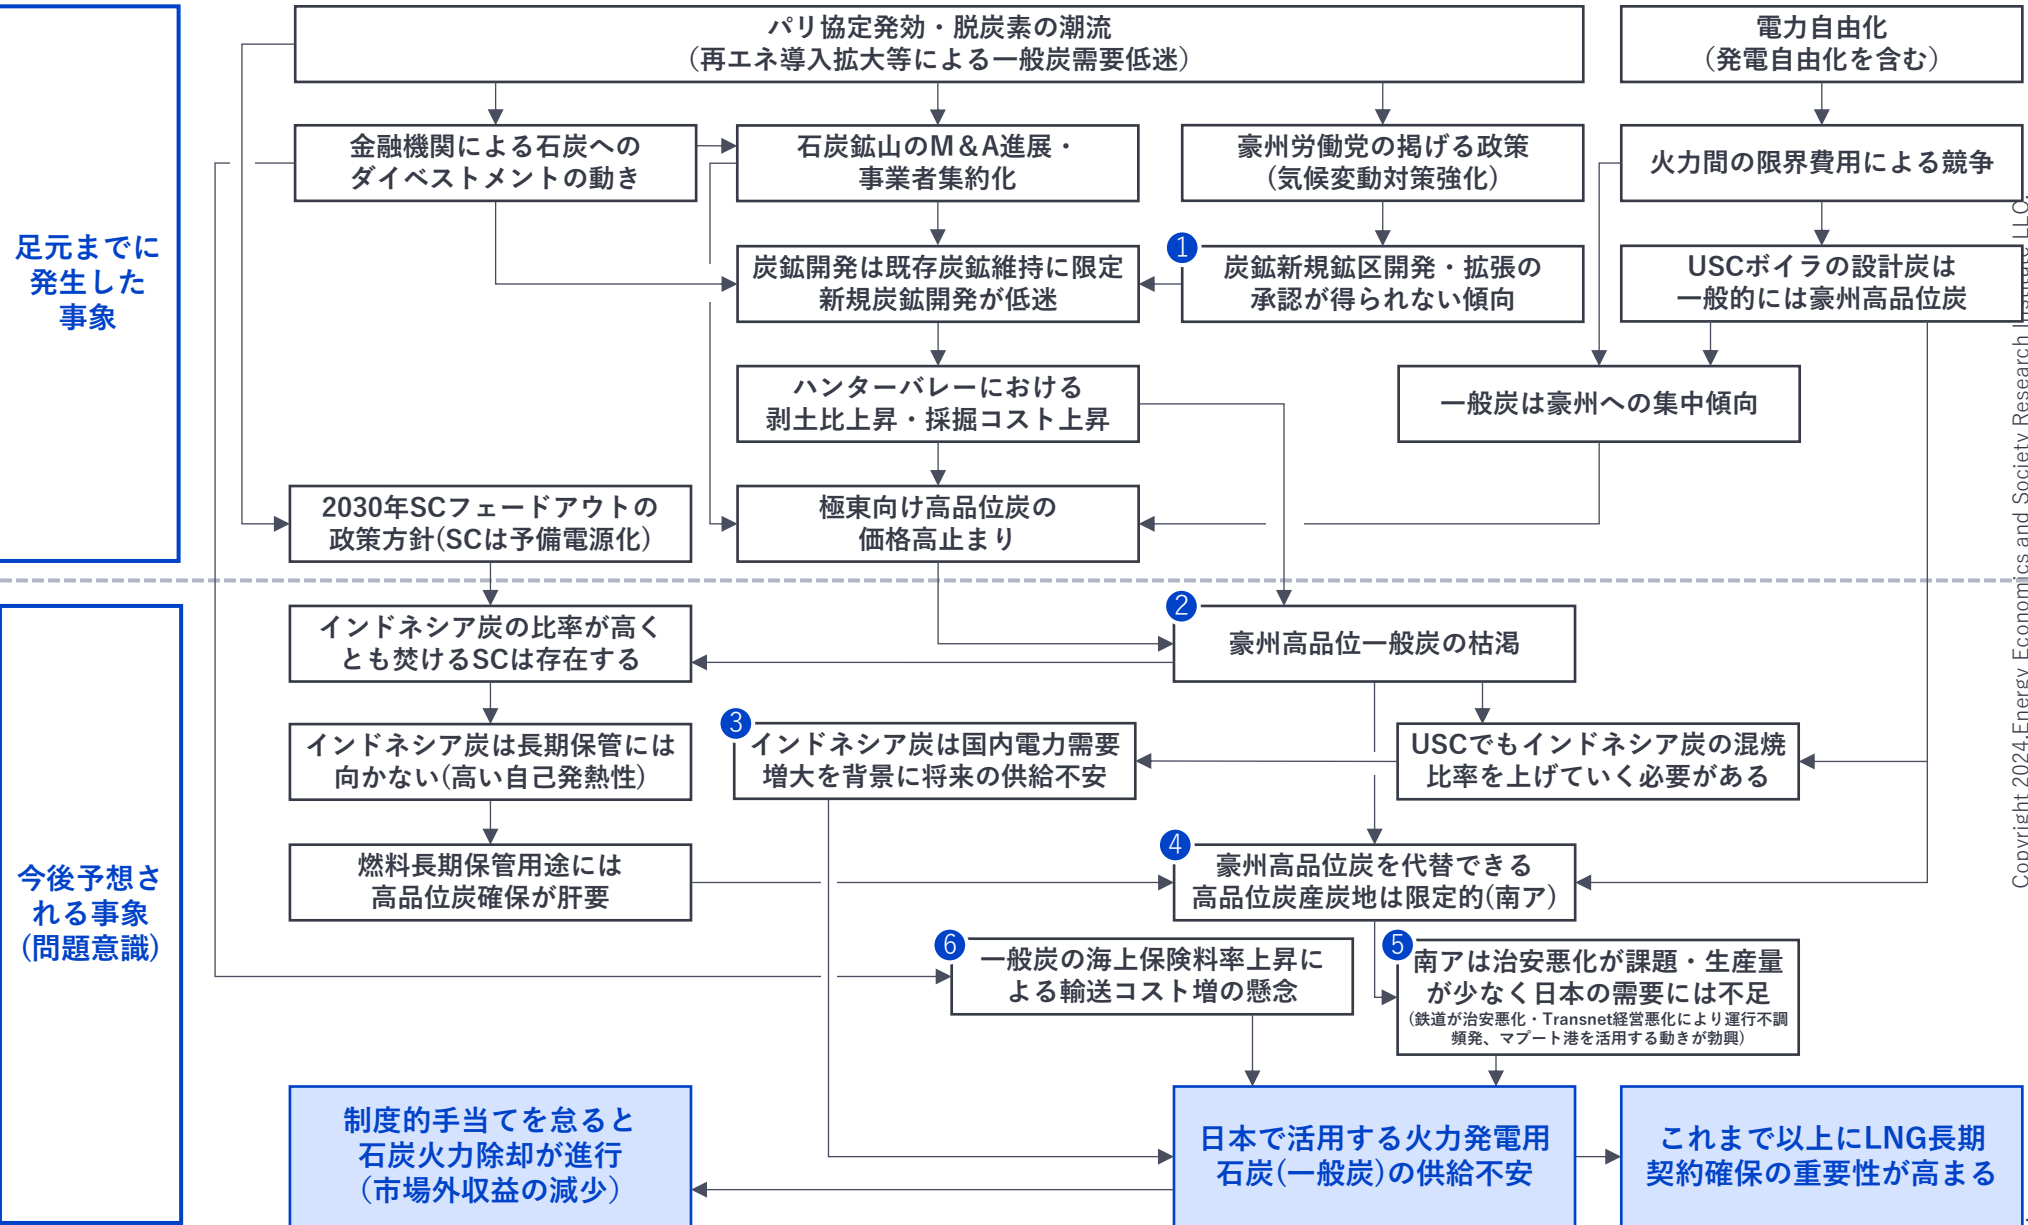 パリ協定発効・脱炭素の潮流
(再エネ導入拡大等による一般炭需要低迷)
電力自由化
(発電自由化を含む)
足元までに
発生した
事象
金融機関による石炭への
ダイベストメントの動き
石炭鉱山のM&A進展・
事業者集約化
豪州労働党の掲げる政策
(気候変動対策強化)
火力間の限界費用による競争
炭鉱開発は既存炭鉱維持に限定
新規炭鉱開発が低迷
1
炭鉱新規鉱区開発・拡張の
承認が得られない傾向
USCボイラの設計炭は
一般的には豪州高品位炭
ハンターバレーにおける
剥土比上昇・採掘コスト上昇
一般炭は豪州への集中傾向
2030年SCフェードアウトの
政策方針(SCは予備電源化)
極東向け高品位炭の
価格高止まり
今後予想さ
れる事象
(問題意識)
インドネシア炭の比率が高く
とも焚けるSCは存在する
2
豪州高品位一般炭の枯渇
インドネシア炭は長期保管には
向かない(高い自己発熱性)
3
インドネシア炭は国内電力需要
増大を背景に将来の供給不安
USCでもインドネシア炭の混焼
比率を上げていく必要がある
燃料長期保管用途には
高品位炭確保が肝要
4
豪州高品位炭を代替できる
高品位炭産炭地は限定的(南ア)
6
一般炭の海上保険料率上昇に
よる輸送コスト増の懸念
5
南アは治安悪化が課題・生産量
が少なく日本の需要には不足
(鉄道が治安悪化・Transnet経営悪化により運行不調
頻発、マプート港を活用する動きが勃興)
制度的手当てを怠ると
石炭火力除却が進行
(市場外収益の減少)
日本で活用する火力発電用
石炭(一般炭)の供給不安
これまで以上にLNG長期
契約確保の重要性が高まる
Copyright 2024.Energy Economics and Society Research LLC.